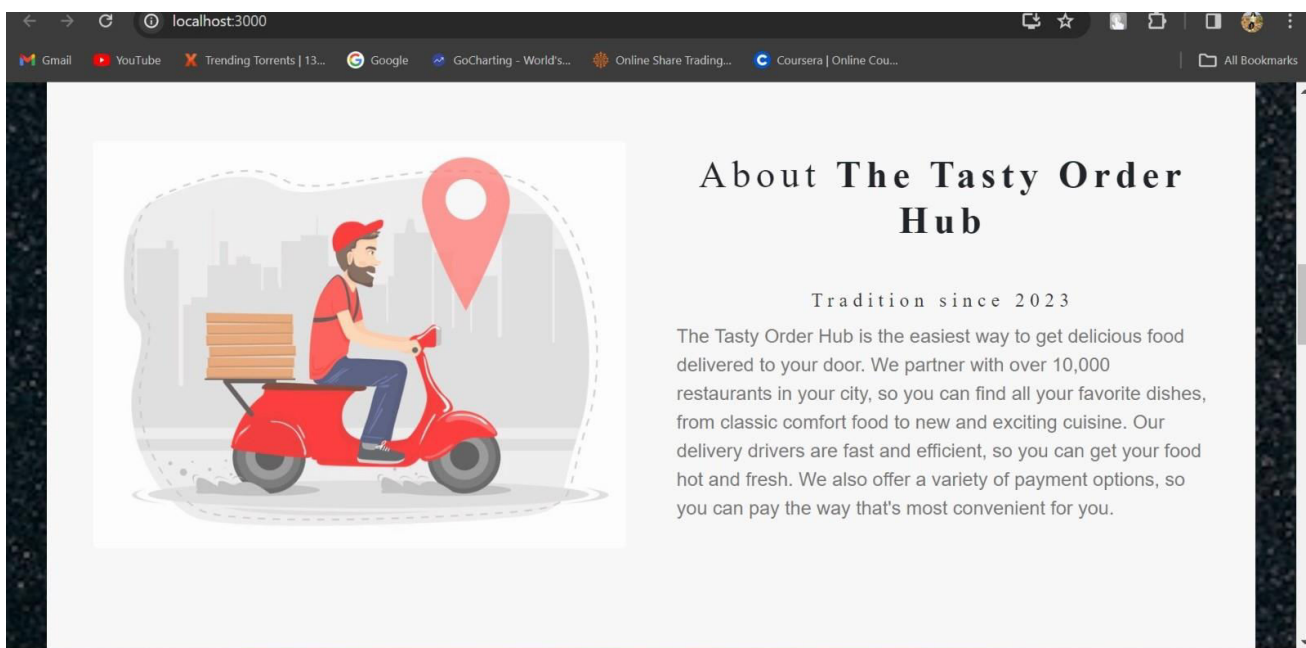 localhost:3000
Gmail YouTube Trending Torrents | 13... Google GoCharting - World's... Online Share Trading... Coursera | Online Cou... All Bookmarks
About The Tasty Order
Hub
Tradition since 2023
The Tasty Order Hub is the easiest way to get delicious food
delivered to your door. We partner with over 10,000
restaurants in your city, so you can find all your favorite dishes,
from classic comfort food to new and exciting cuisine. Our
delivery drivers are fast and efficient, so you can get your food
hot and fresh. We also offer a variety of payment options, so
you can pay the way that's most convenient for you.